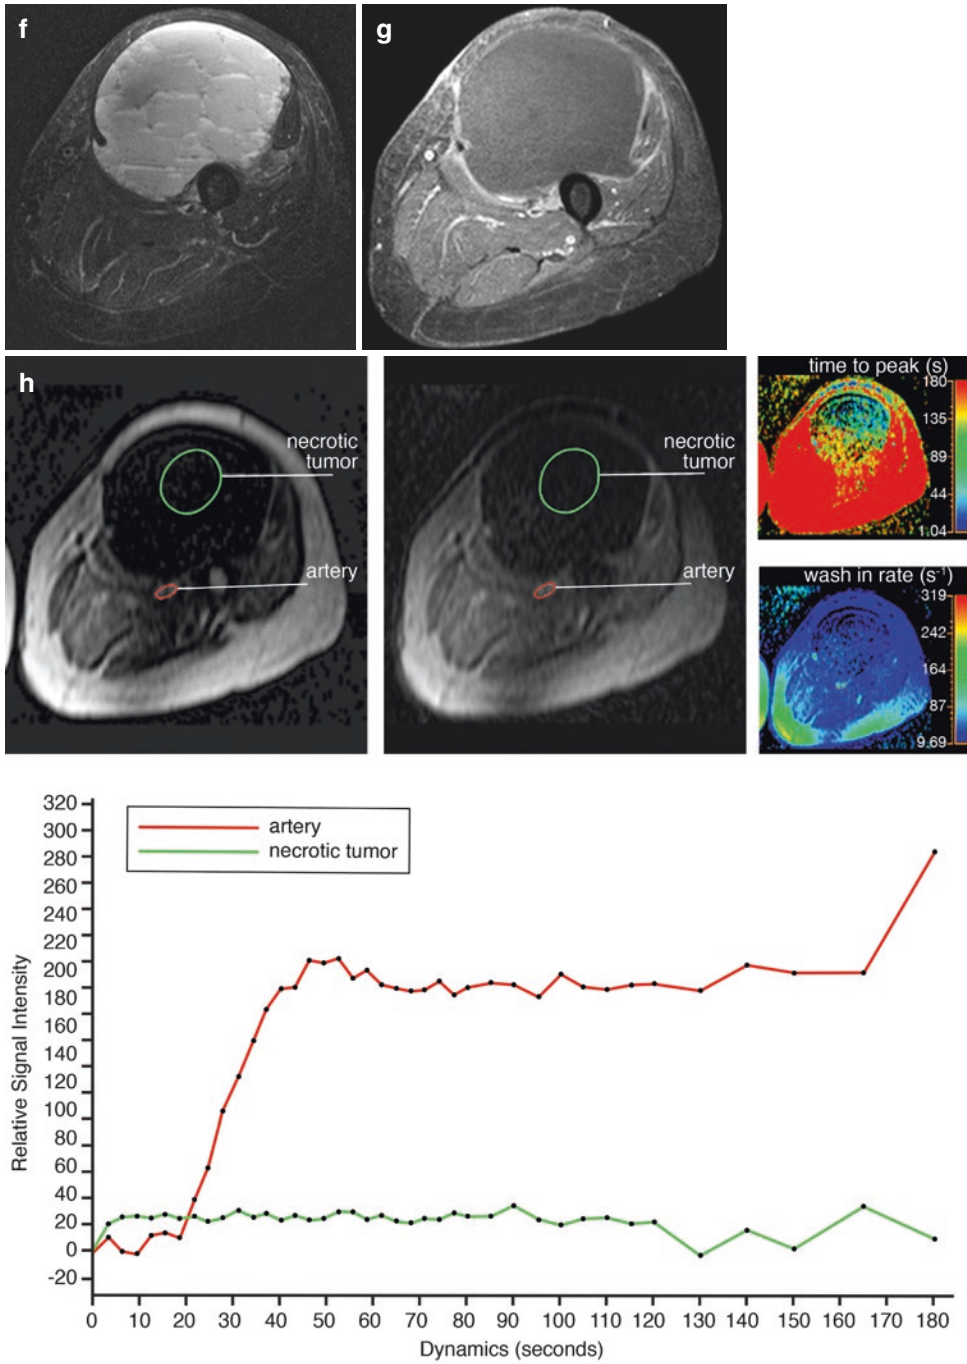 f
g
h
necrotic
tumor
artery
necrotic
tumor
artery
time to peak (s)
180
135
89
44
1.04
wash in rate (s⁻¹)
319
242
164
87
9.69
320
300
280
260
240
220
200
180
160
140
120
100
80
60
40
20
0
-20
Relative Signal Intensity
artery
necrotic tumor
0 10 20 30 40 50 60 70 80 90 100 110 120 130 140 150 160 170 180
Dynamics (seconds)